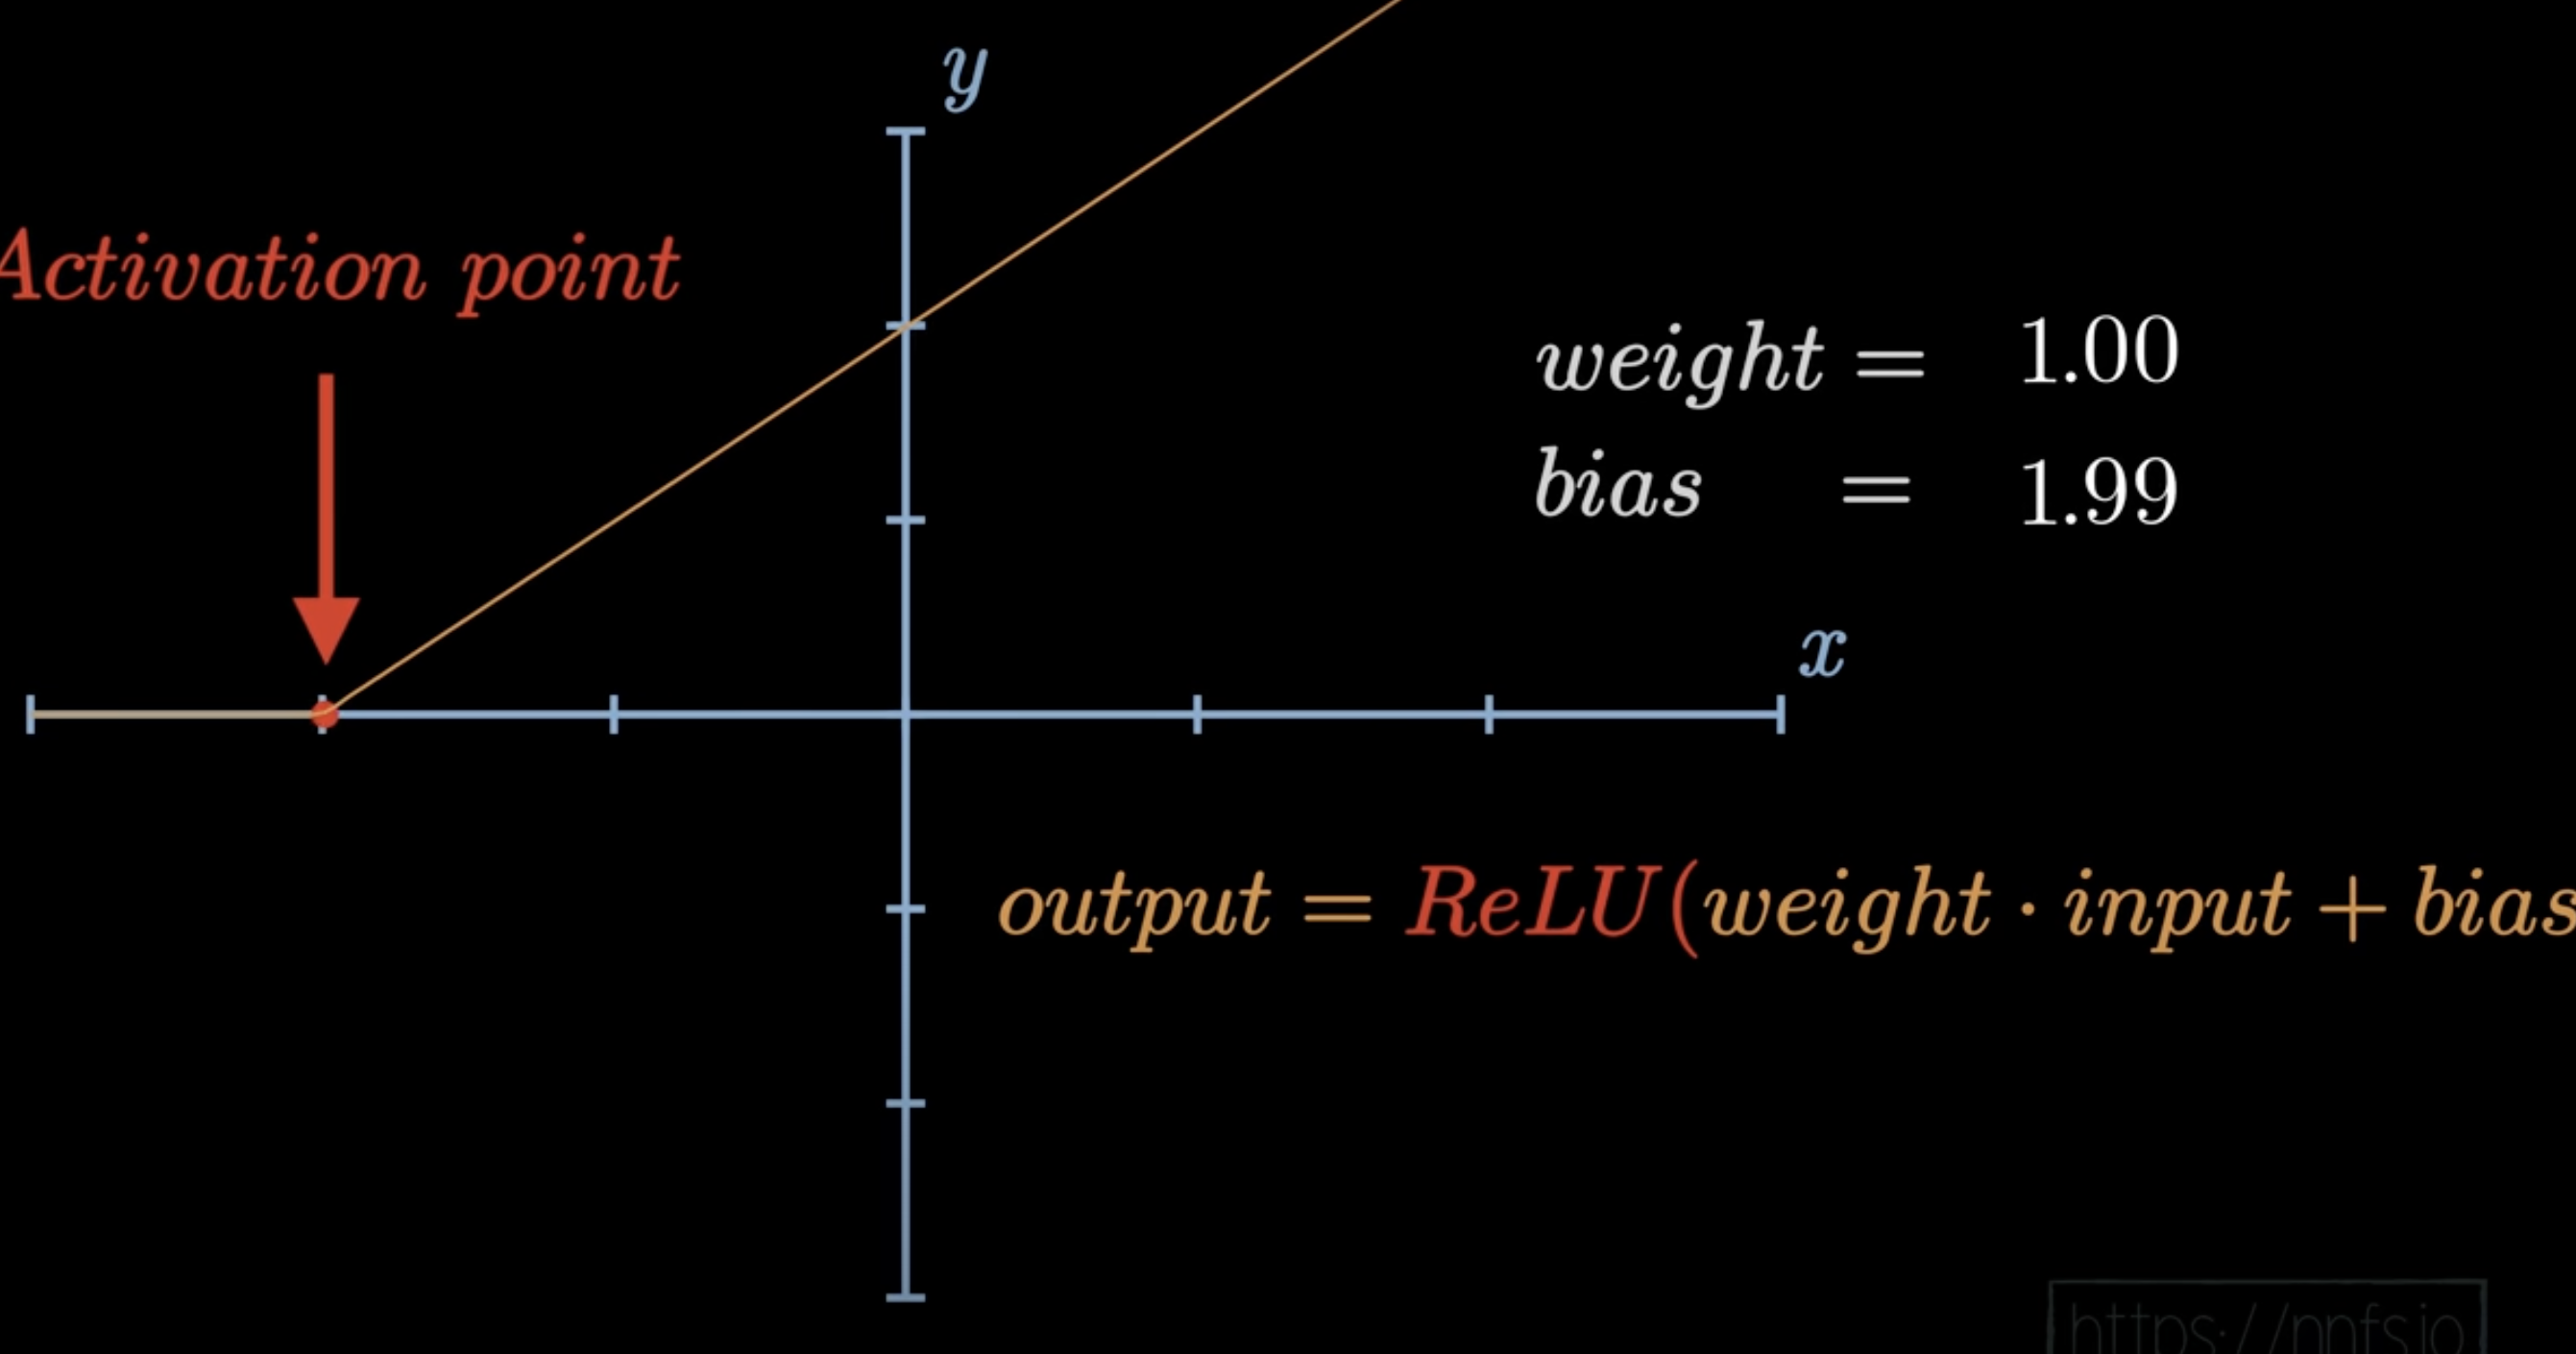 y
Activation point
weight = 1.00
bias = 1.99
x
output = ReLU(weight · input + bias
https://nnfs.io